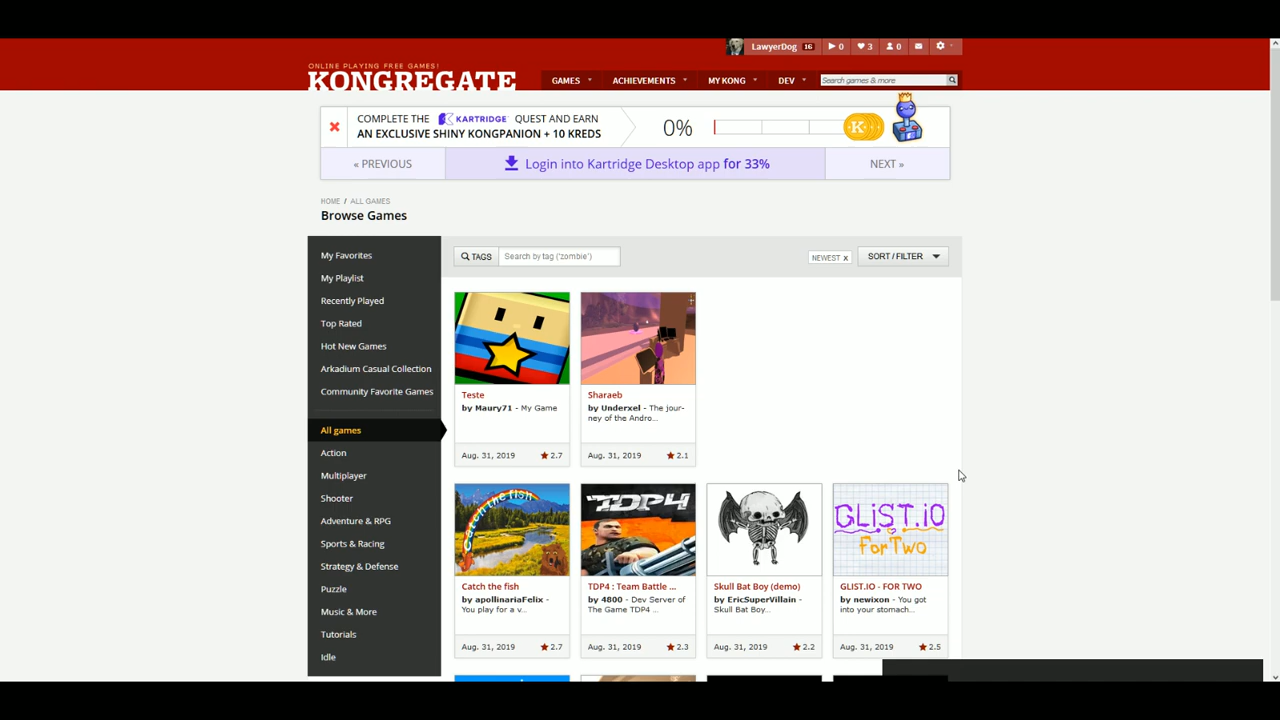 LawyerDog 16 0 3 0
ONLINE PLAYING FREE GAMES!
KONGREGATE
GAMES ACHIEVEMENTS MY KONG DEV Search games & more
COMPLETE THE KARTRIDGE QUEST AND EARN
AN EXCLUSIVE SHINY KONGPANION + 10 KREDS
0%
K
« PREVIOUS
Login into Kartridge Desktop app for 33%
NEXT »
HOME / ALL GAMES
Browse Games
My Favorites
My Playlist
Recently Played
Top Rated
Hot New Games
Arkadium Casual Collection
Community Favorite Games
All games
Action
Multiplayer
Shooter
Adventure & RPG
Sports & Racing
Strategy & Defense
Puzzle
Music & More
Tutorials
Idle
TAGS Search by tag ('zombie')
NEWEST x
SORT / FILTER
Teste
by Maury71 - My Game
Aug. 31, 2019 2.7
Sharaeb
by Underxel - The jour-
ney of the Andro...
Aug. 31, 2019 2.1
Catch the fish
Catch the fish
by apollinariaFelix -
You play for a v...
Aug. 31, 2019 2.7
TDP4
TDP4 : Team Battle ...
by 4800 - Dev Server of
The Game TDP4 ...
Aug. 31, 2019 2.3
Skull Bat Boy (demo)
by EricSuperVillain -
Skull Bat Boy...
Aug. 31, 2019 2.2
GLiST.iO
ForTwo
GLIST.IO - FOR TWO
by newixon - You got
into your stomach...
Aug. 31, 2019 2.5